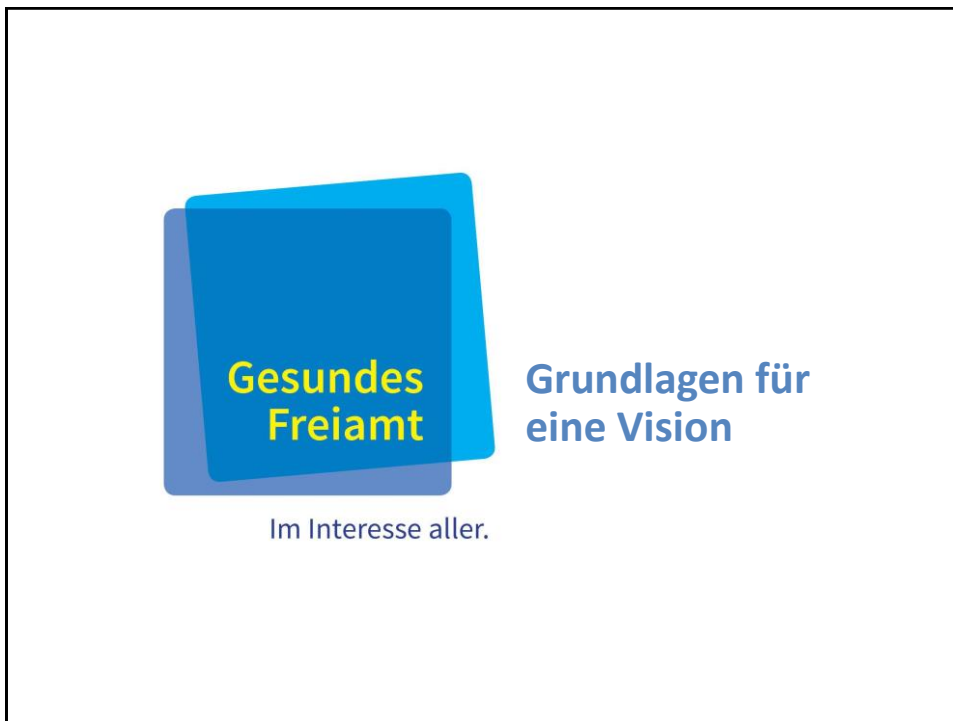 Gesundes
Freiamt
Im Interesse aller.
Grundlagen für
eine Vision